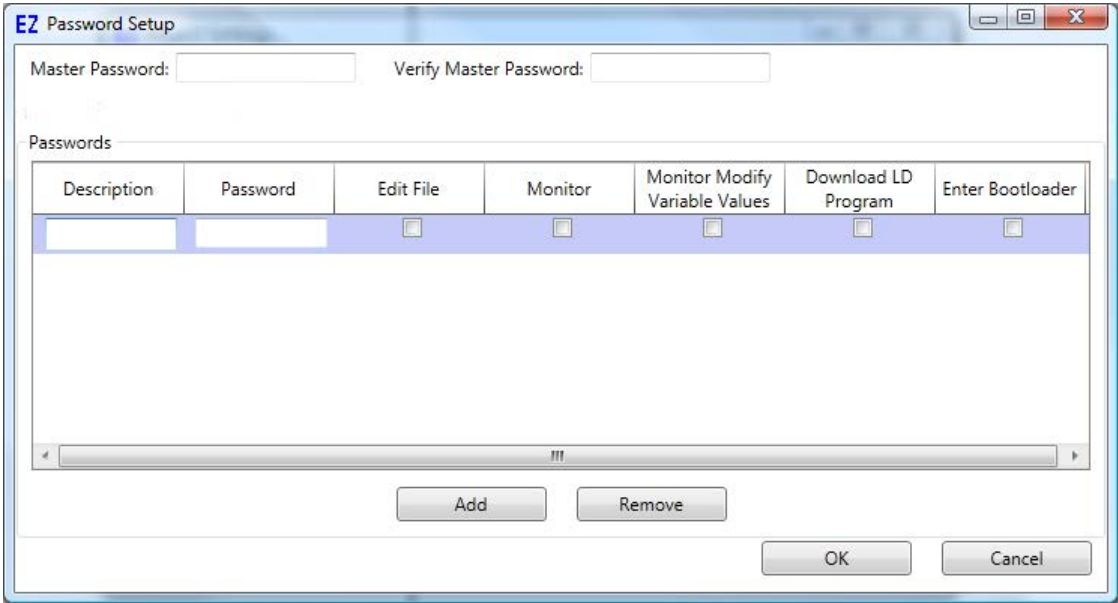 EZ Password Setup
Master Password: Verify Master Password:
Passwords
Description Password Edit File Monitor Monitor Modify Variable Values Download LD Program Enter Bootloader
Add Remove
OK Cancel